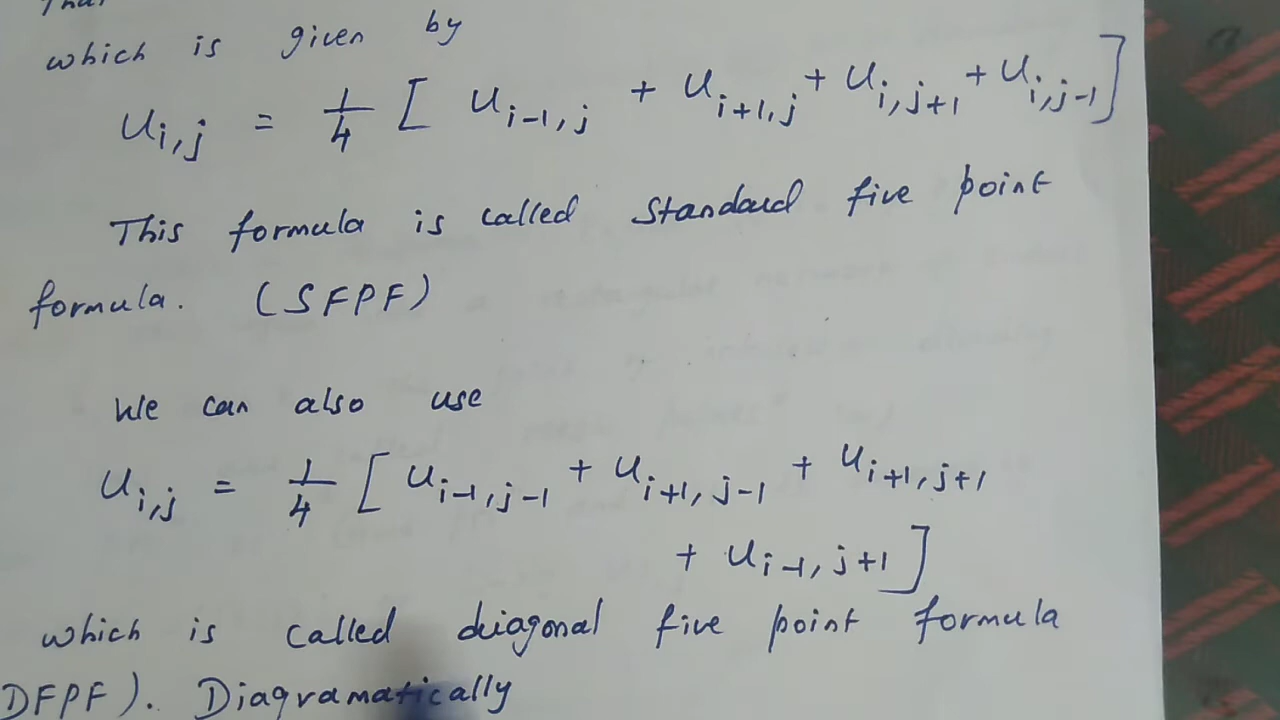 which is given by
u_{i,j} = 1/4 [ u_{i-1,j} + u_{i+1,j} + u_{i,j+1} + u_{i,j-1} ]
This formula is called Standard five point
formula. (SFPF)
We can also use
u_{i,j} = 1/4 [ u_{i-1,j-1} + u_{i+1,j-1} + u_{i+1,j+1}
+ u_{i-1,j+1} ]
which is called diagonal five point formula
DFPF). Diagramatically